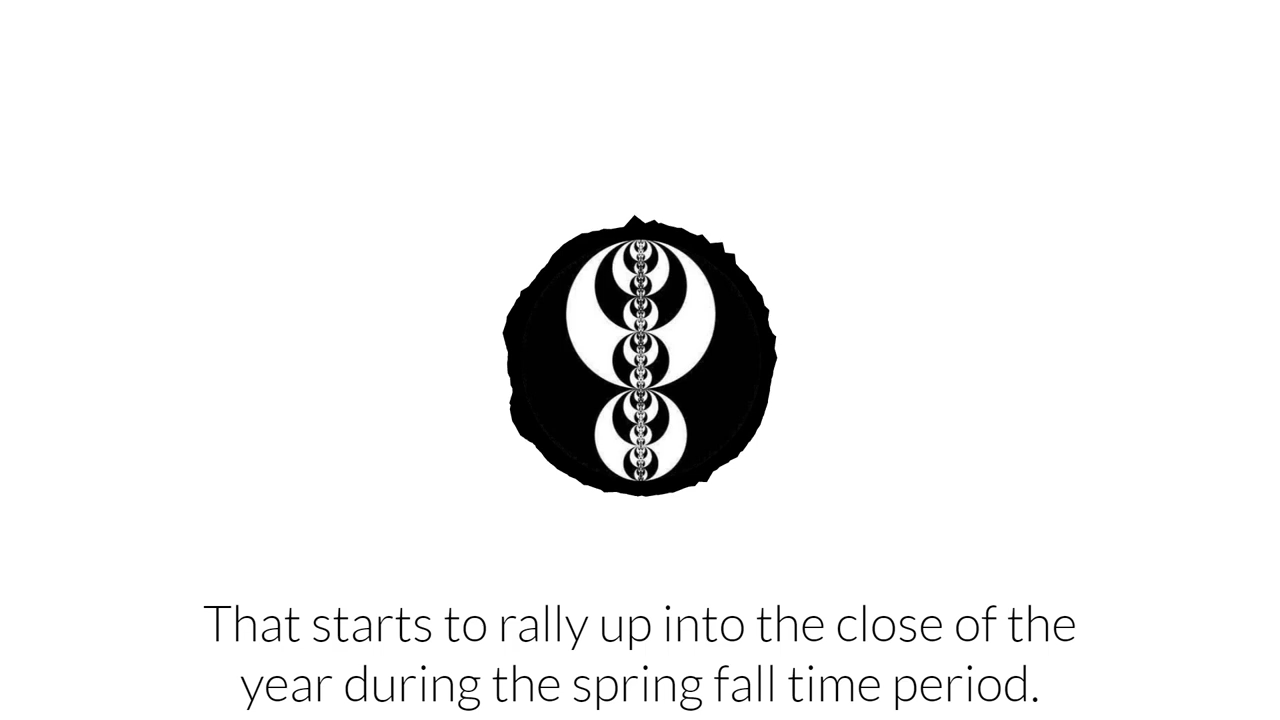 That starts to rally up into the close of the
year during the spring fall time period.